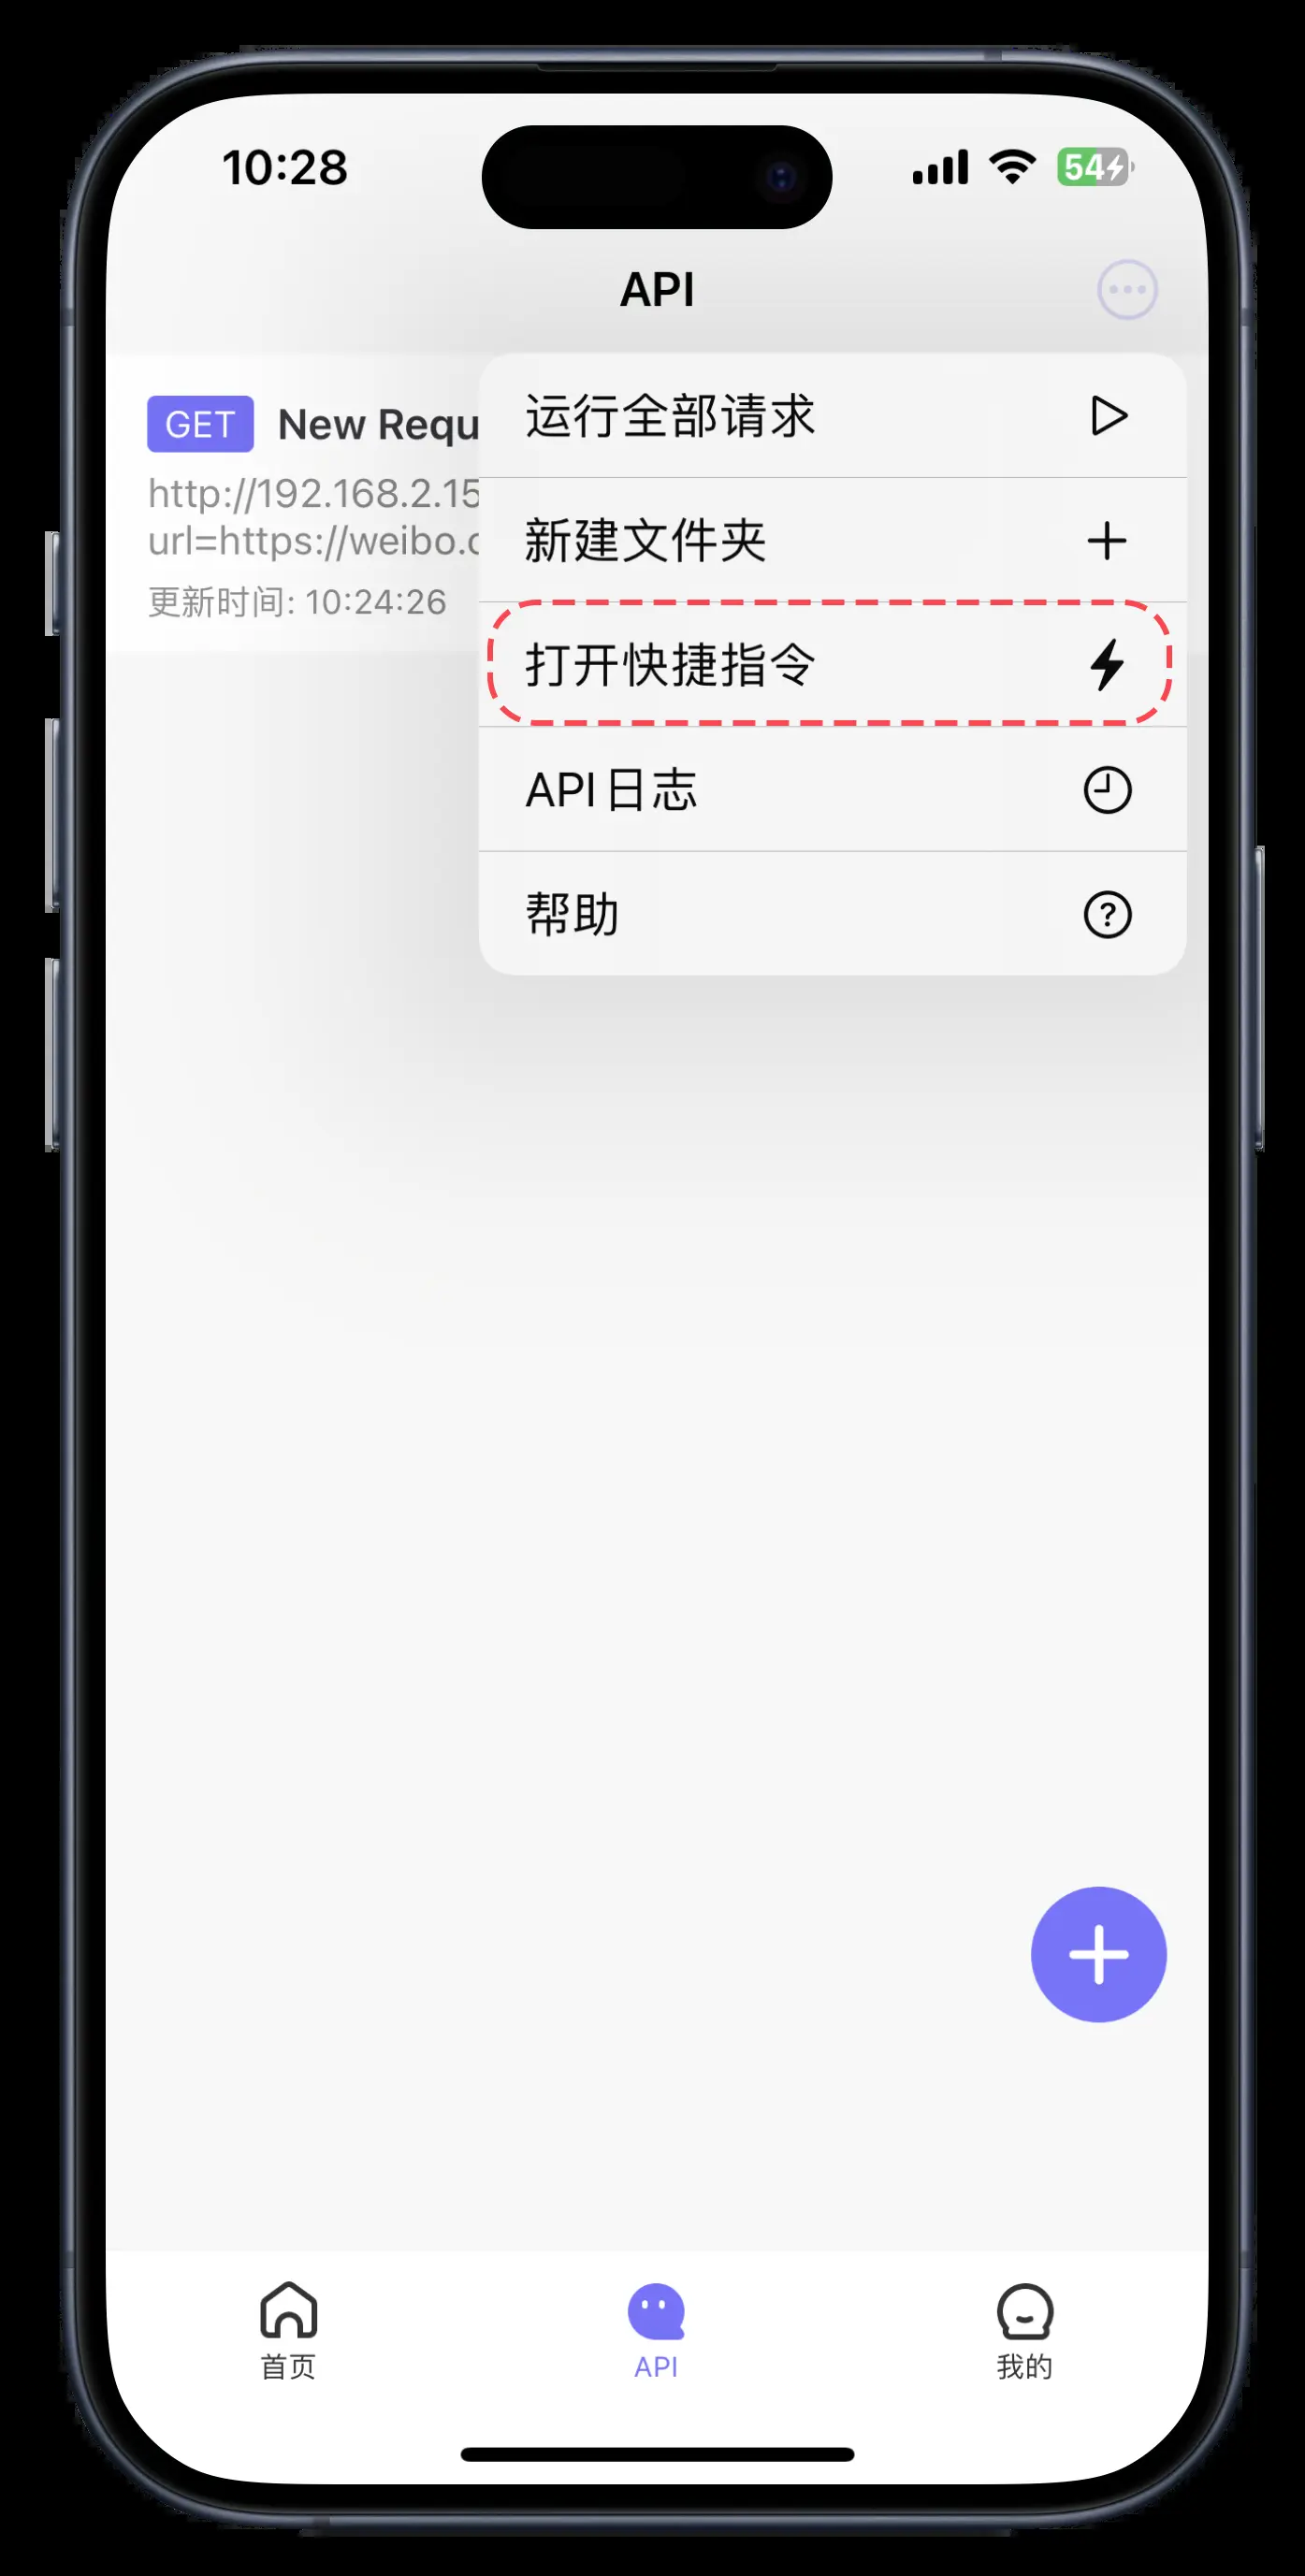 10:28
54
API
GET New Requ
http://192.168.2.15
url=https://weibo.c
更新时间: 10:24:26
运行全部请求
新建文件夹
打开快捷指令
API日志
帮助
首页
API
我的